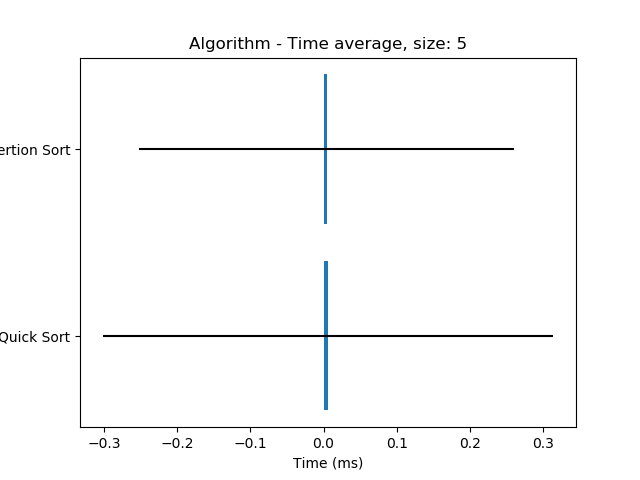 Algorithm - Time average, size: 5
ertion Sort
Quick Sort
−0.3 −0.2 −0.1 0.0 0.1 0.2 0.3
Time (ms)